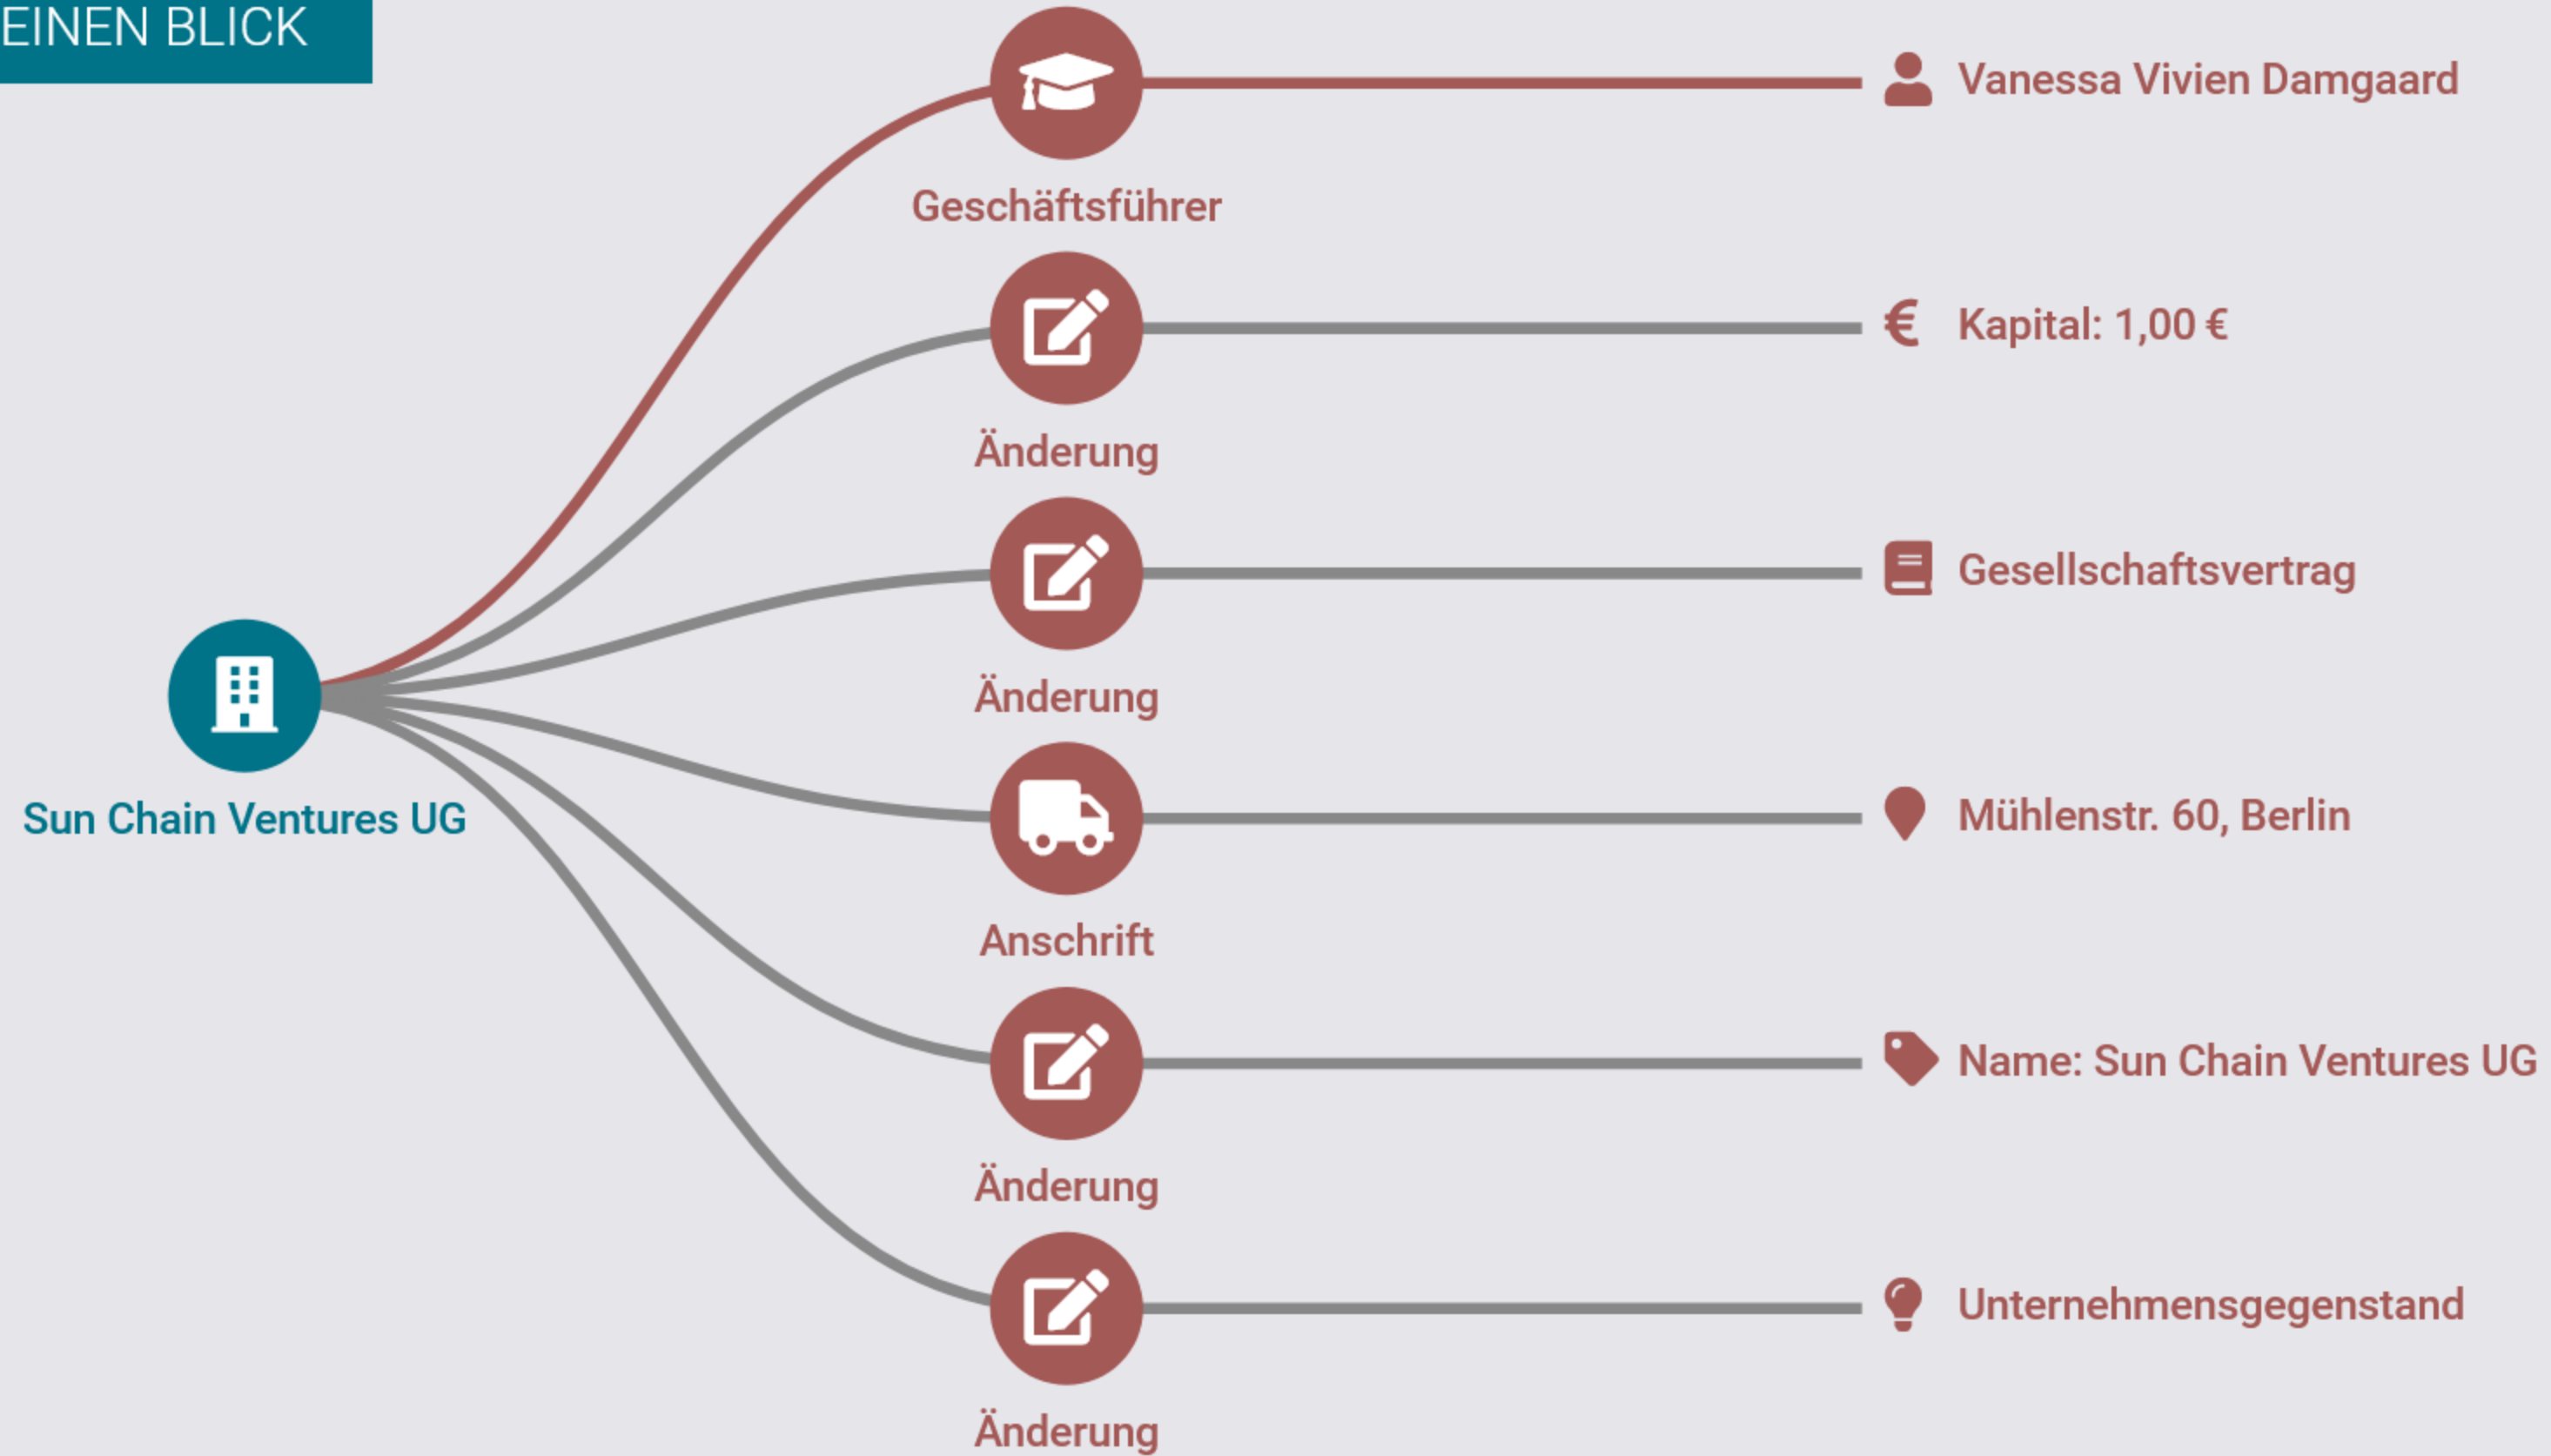 EINEN BLICK
Vanessa Vivien Damgaard
Geschäftsführer
Kapital: 1,00 €
Änderung
Gesellschaftsvertrag
Änderung
Sun Chain Ventures UG
Mühlenstr. 60, Berlin
Anschrift
Name: Sun Chain Ventures UG
Änderung
Unternehmensgegenstand
Änderung